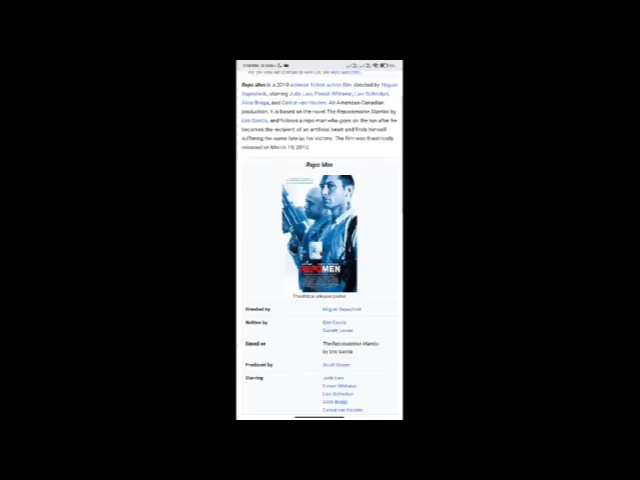 Repo Men is a 2010 science fiction action film directed by Miguel
Sapochnik, starring Jude Law, Forest Whitaker, Liev Schreiber,
Alice Braga, and Carice van Houten. An American-Canadian
production, it is based on the novel The Repossession Mambo by
Eric Garcia, and follows a repo man who goes on the run after he
becomes the recipient of an artificial heart and finds himself
suffering the same fate as his victims. The film was theatrically
released on March 19, 2010.
Repo Men
REPO MEN
Theatrical release poster
Directed by Miguel Sapochnik
Written by Eric Garcia
Garrett Lerner
Based on The Repossession Mambo
by Eric Garcia
Produced by Scott Stuber
Starring Jude Law
Forest Whitaker
Liev Schreiber
Alice Braga
Carice van Houten